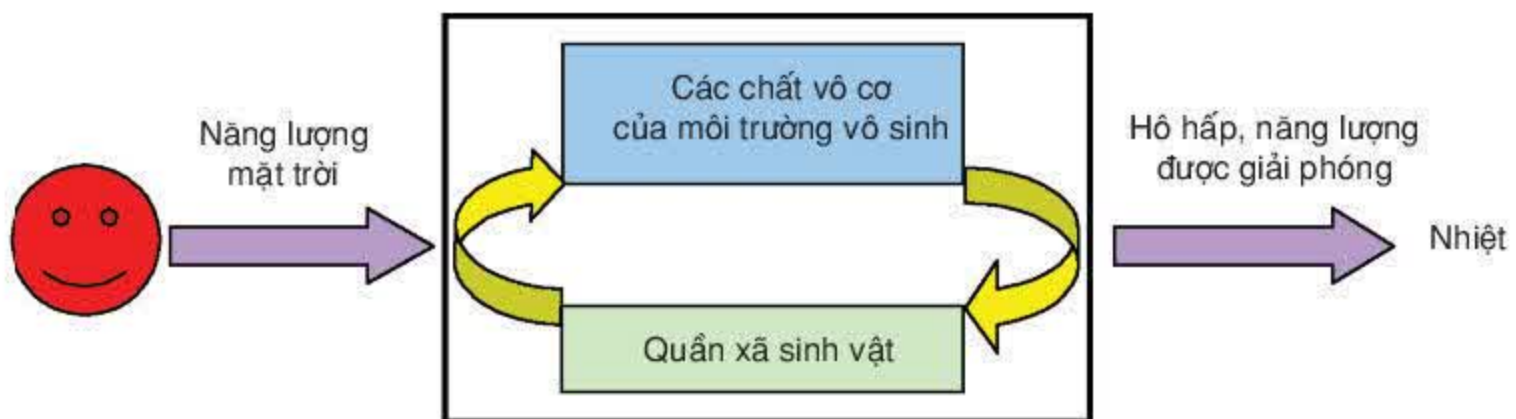 Năng lượng
mặt trời
Các chất vô cơ
của môi trường vô sinh
Quần xã sinh vật
Hô hấp, năng lượng
được giải phóng
Nhiệt